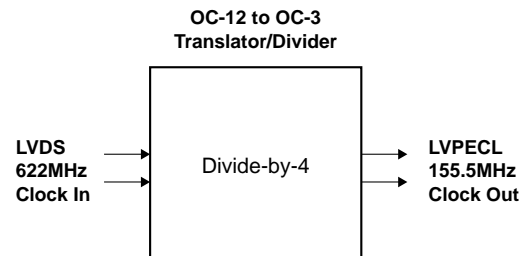 OC-12 to OC-3
Translator/Divider
LVDS
622MHz
Clock In
Divide-by-4
LVPECL
155.5MHz
Clock Out